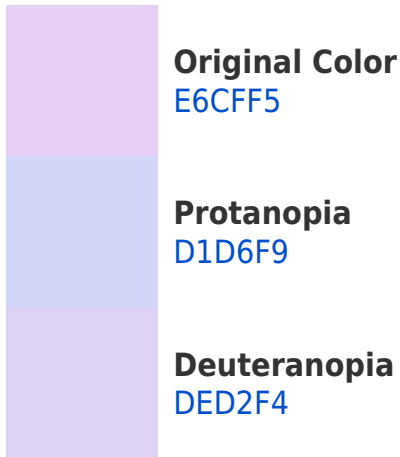 Original Color
E6CFF5
Protanopia
D1D6F9
Deuteranopia
DED2F4